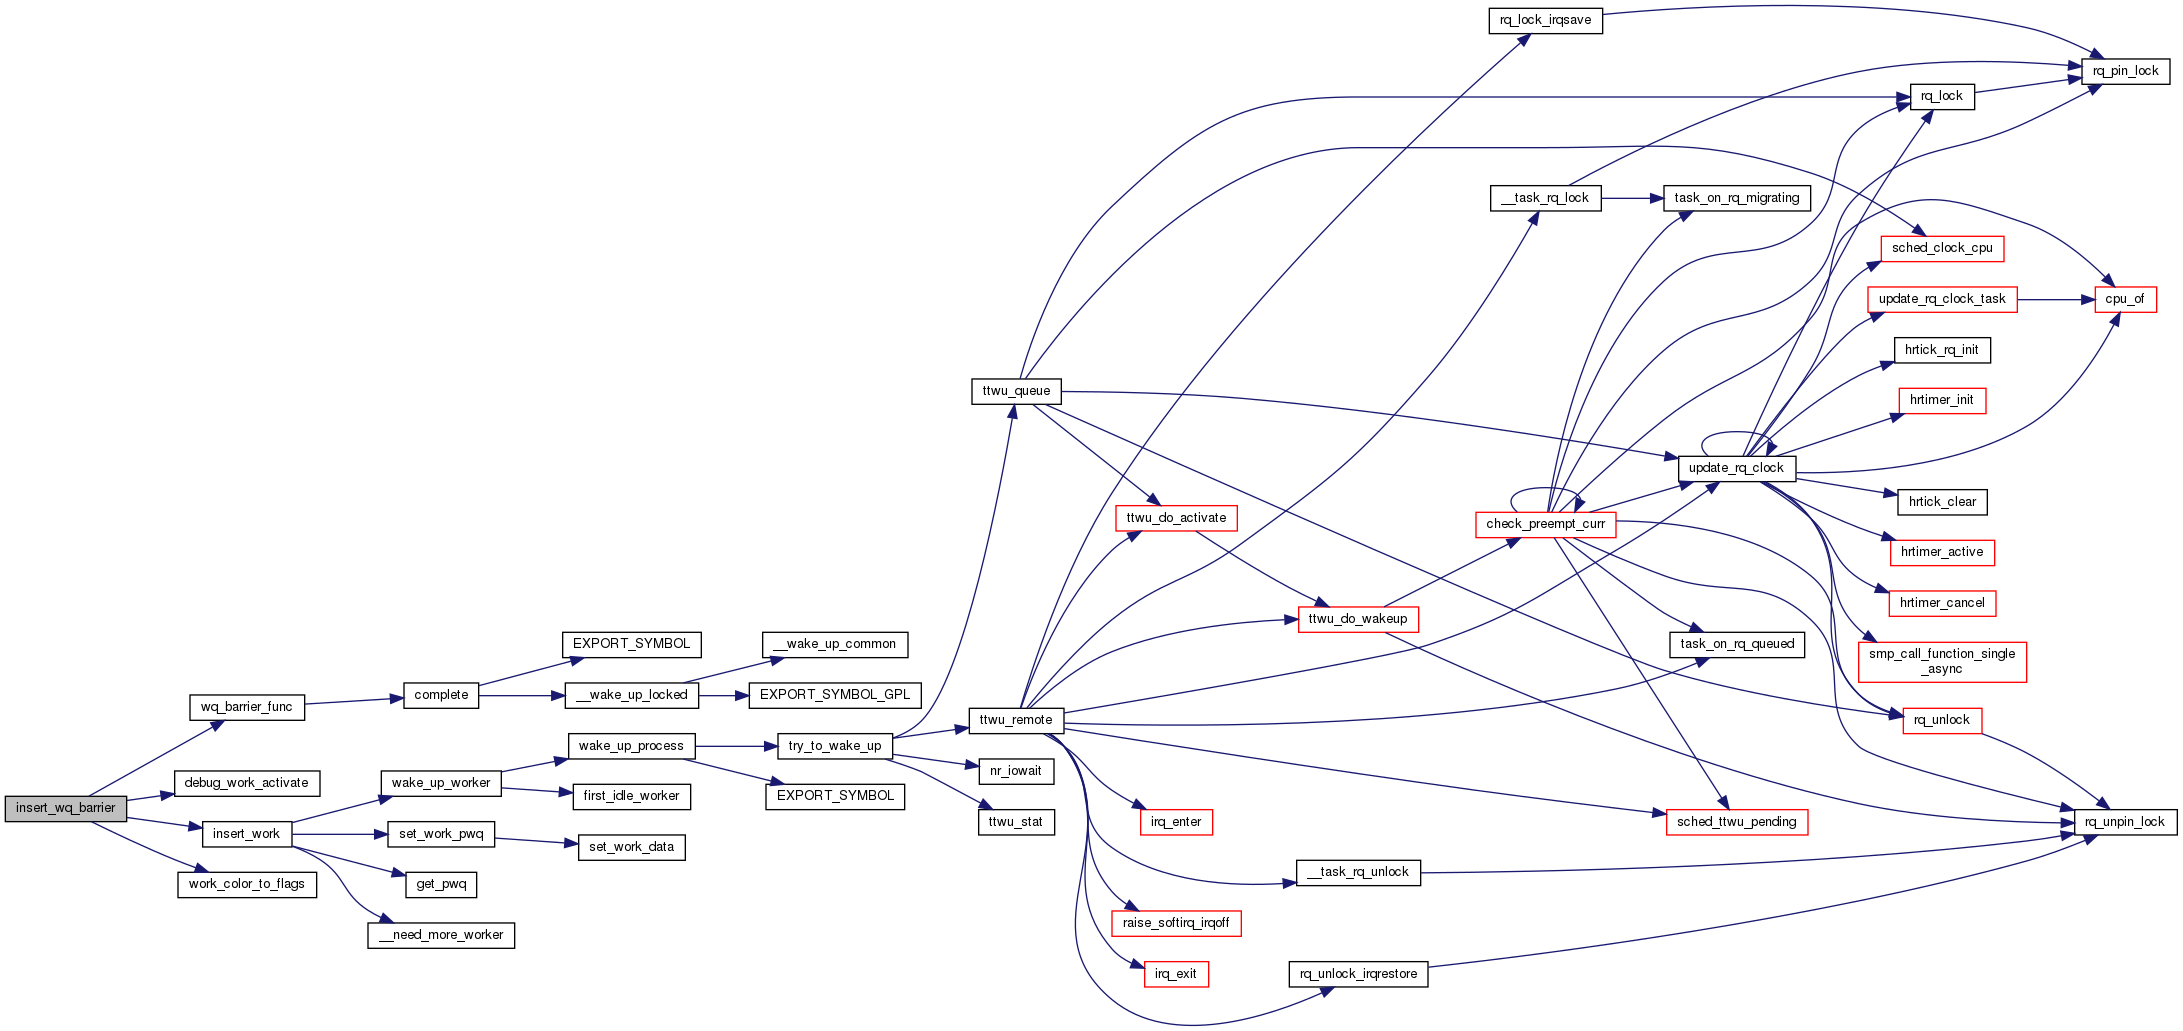 rq_lock_irqsave
rq_pin_lock
rq_lock
__task_rq_lock
task_on_rq_migrating
sched_clock_cpu
update_rq_clock_task
cpu_of
hrtick_rq_init
ttwu_queue
hrtimer_init
update_rq_clock
hrtick_clear
ttwu_do_activate
check_preempt_curr
hrtimer_active
hrtimer_cancel
ttwu_do_wakeup
EXPORT_SYMBOL
__wake_up_common
task_on_rq_queued
smp_call_function_single
_async
complete
__wake_up_locked
EXPORT_SYMBOL_GPL
wq_barrier_func
ttwu_remote
rq_unlock
wake_up_process
try_to_wake_up
nr_iowait
debug_work_activate
wake_up_worker
first_idle_worker
EXPORT_SYMBOL
insert_wq_barrier
ttwu_stat
irq_enter
sched_ttwu_pending
rq_unpin_lock
insert_work
set_work_pwq
set_work_data
work_color_to_flags
get_pwq
__task_rq_unlock
__need_more_worker
raise_softirq_irqoff
irq_exit
rq_unlock_irqrestore